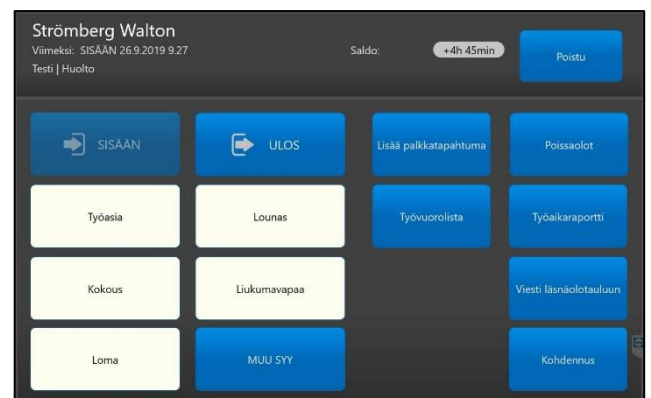 Strömberg Walton
Viimeksi: SISÄÄN 26.9.2019 9.27
Saldo: +4h 45min
Poistu
Testi | Huolto
SISÄÄN
ULOS
Lisää palkkatapahtuma
Poissaolot
Työasia
Lounas
Työvuorolista
Työaikaraportti
Kokous
Liukumavapaa
Viesti läsnäolotauluun
Loma
MUU SYY
Kohdennus